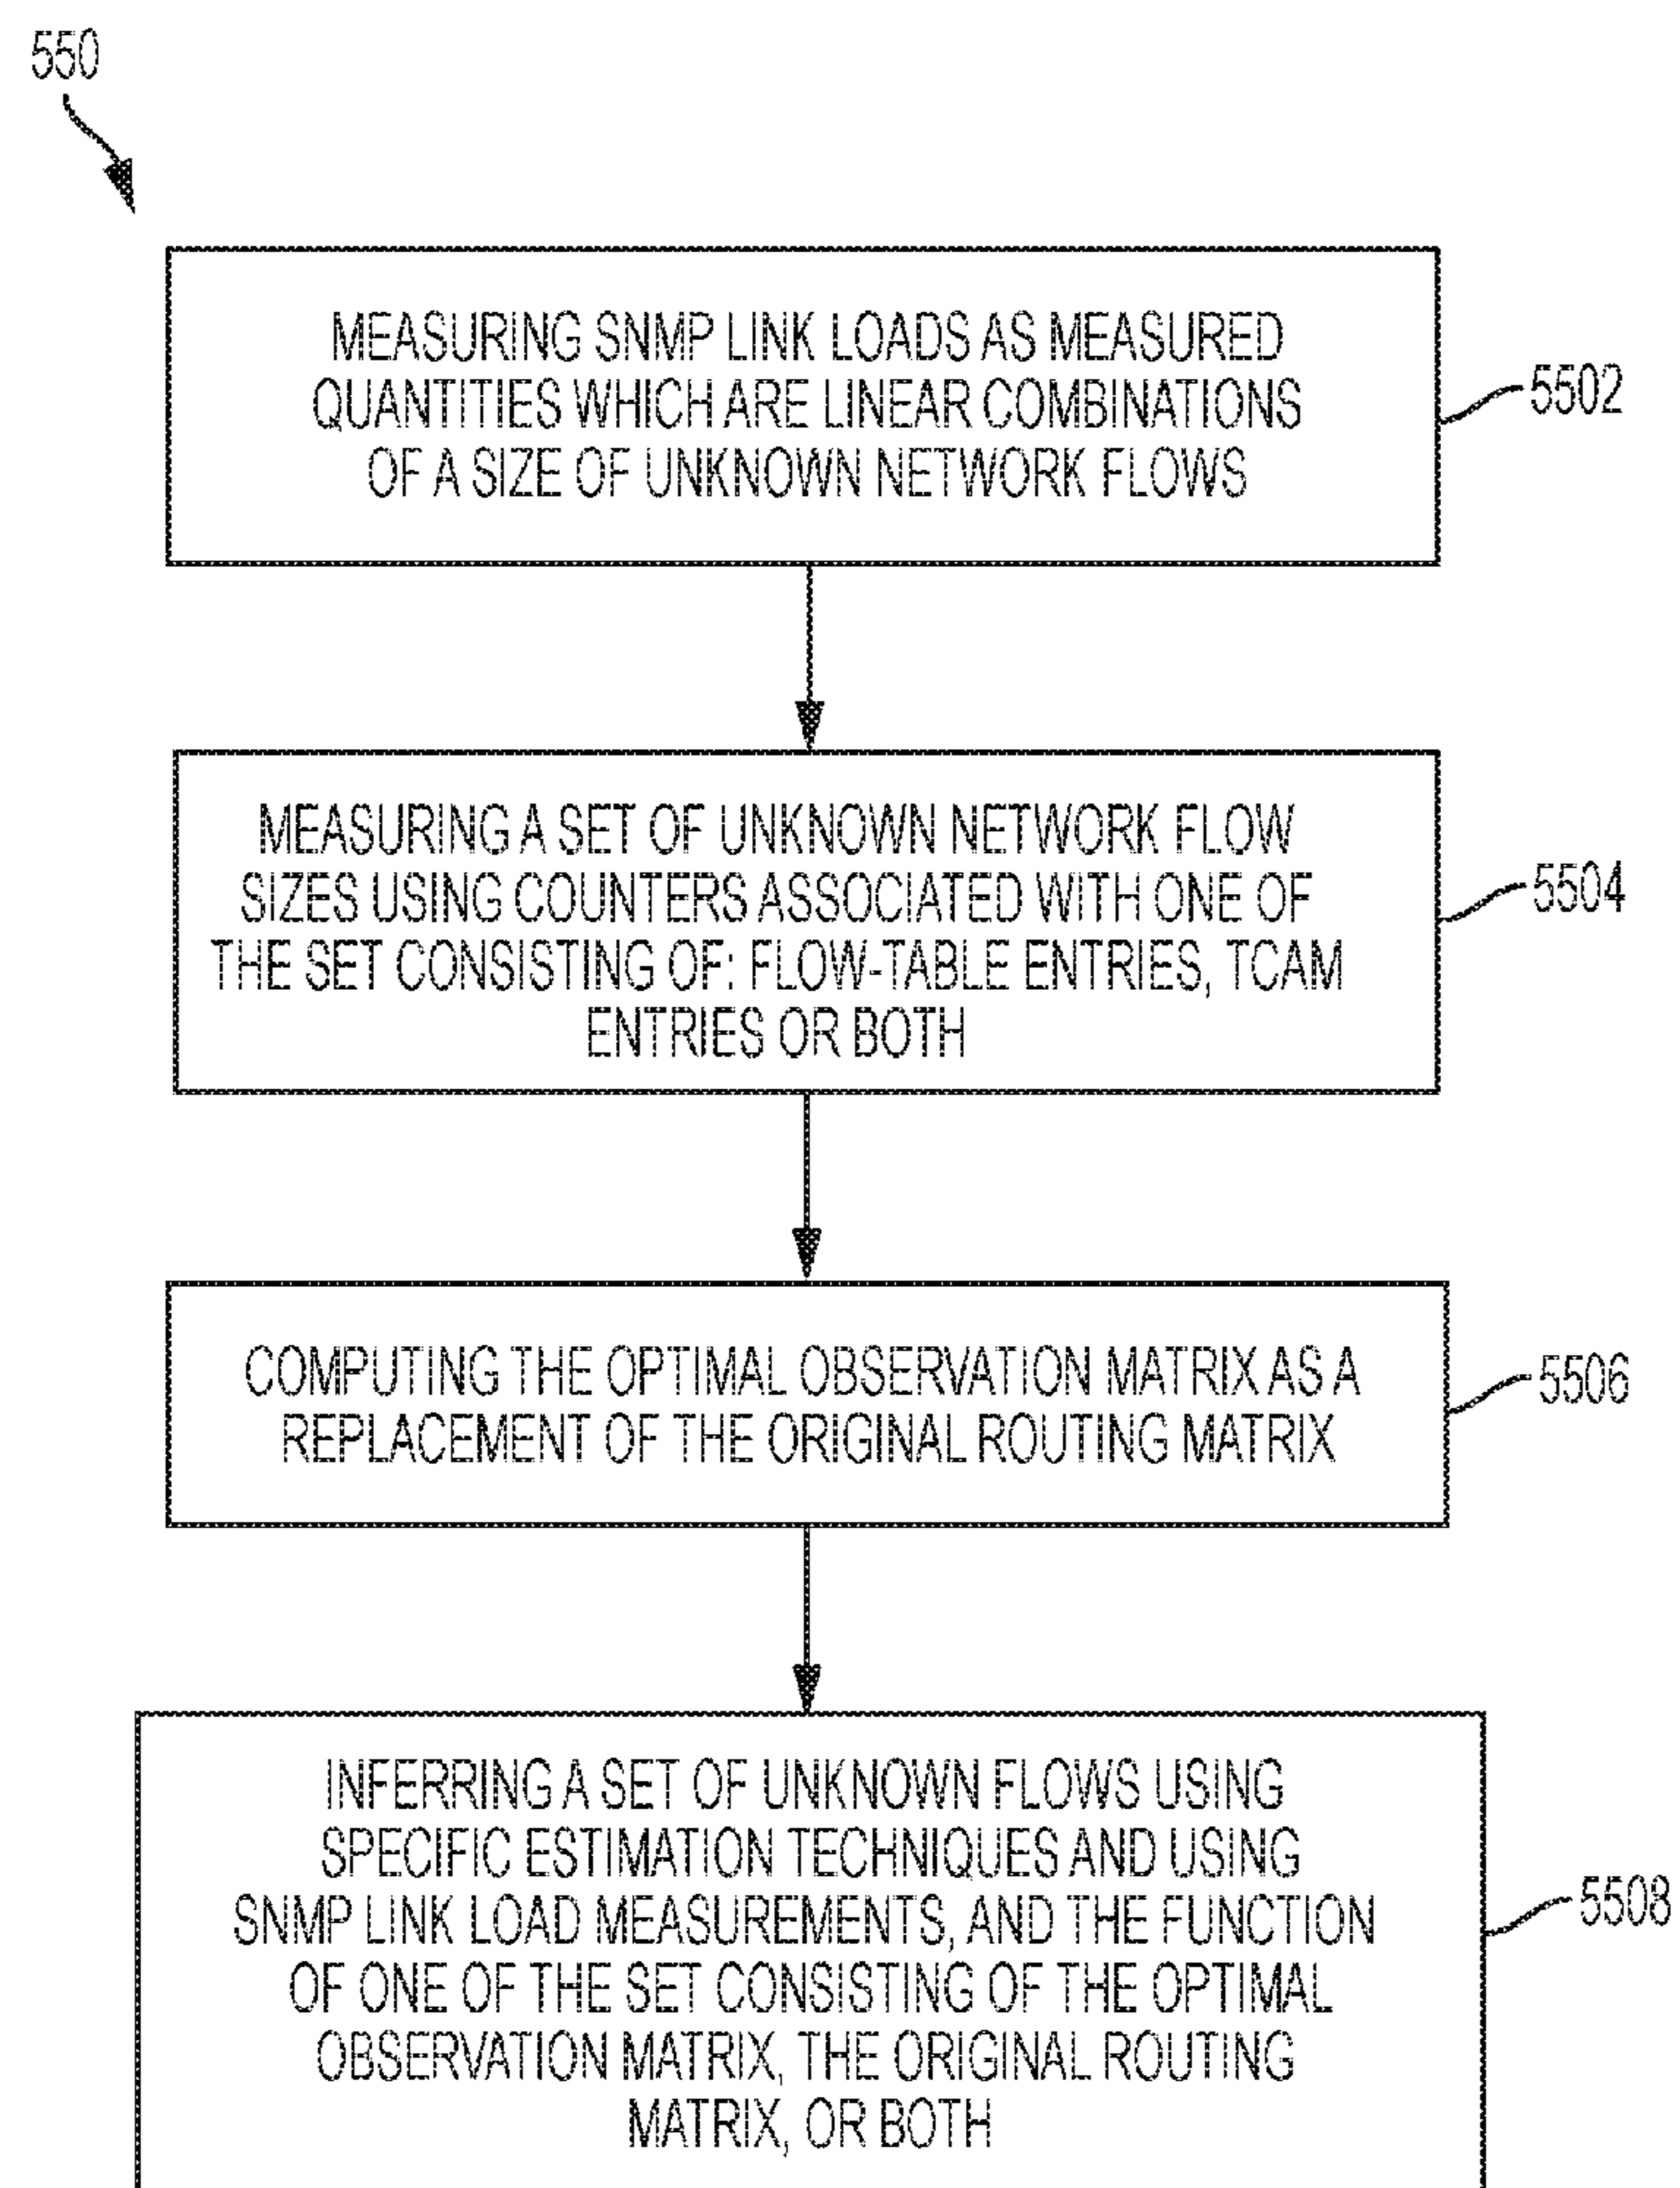 550
MEASURING SNMP LINK LOADS AS MEASURED
QUANTITIES WHICH ARE LINEAR COMBINATIONS
OF A SIZE OF UNKNOWN NETWORK FLOWS
5502
MEASURING A SET OF UNKNOWN NETWORK FLOW
SIZES USING COUNTERS ASSOCIATED WITH ONE OF
THE SET CONSISTING OF: FLOW-TABLE ENTRIES, TCAM
ENTRIES OR BOTH
5504
COMPUTING THE OPTIMAL OBSERVATION MATRIX AS A
REPLACEMENT OF THE ORIGINAL ROUTING MATRIX
5506
INFERRING A SET OF UNKNOWN FLOWS USING
SPECIFIC ESTIMATION TECHNIQUES AND USING
SNMP LINK LOAD MEASUREMENTS, AND THE FUNCTION
OF ONE OF THE SET CONSISTING OF THE OPTIMAL
OBSERVATION MATRIX, THE ORIGINAL ROUTING
MATRIX, OR BOTH
5508